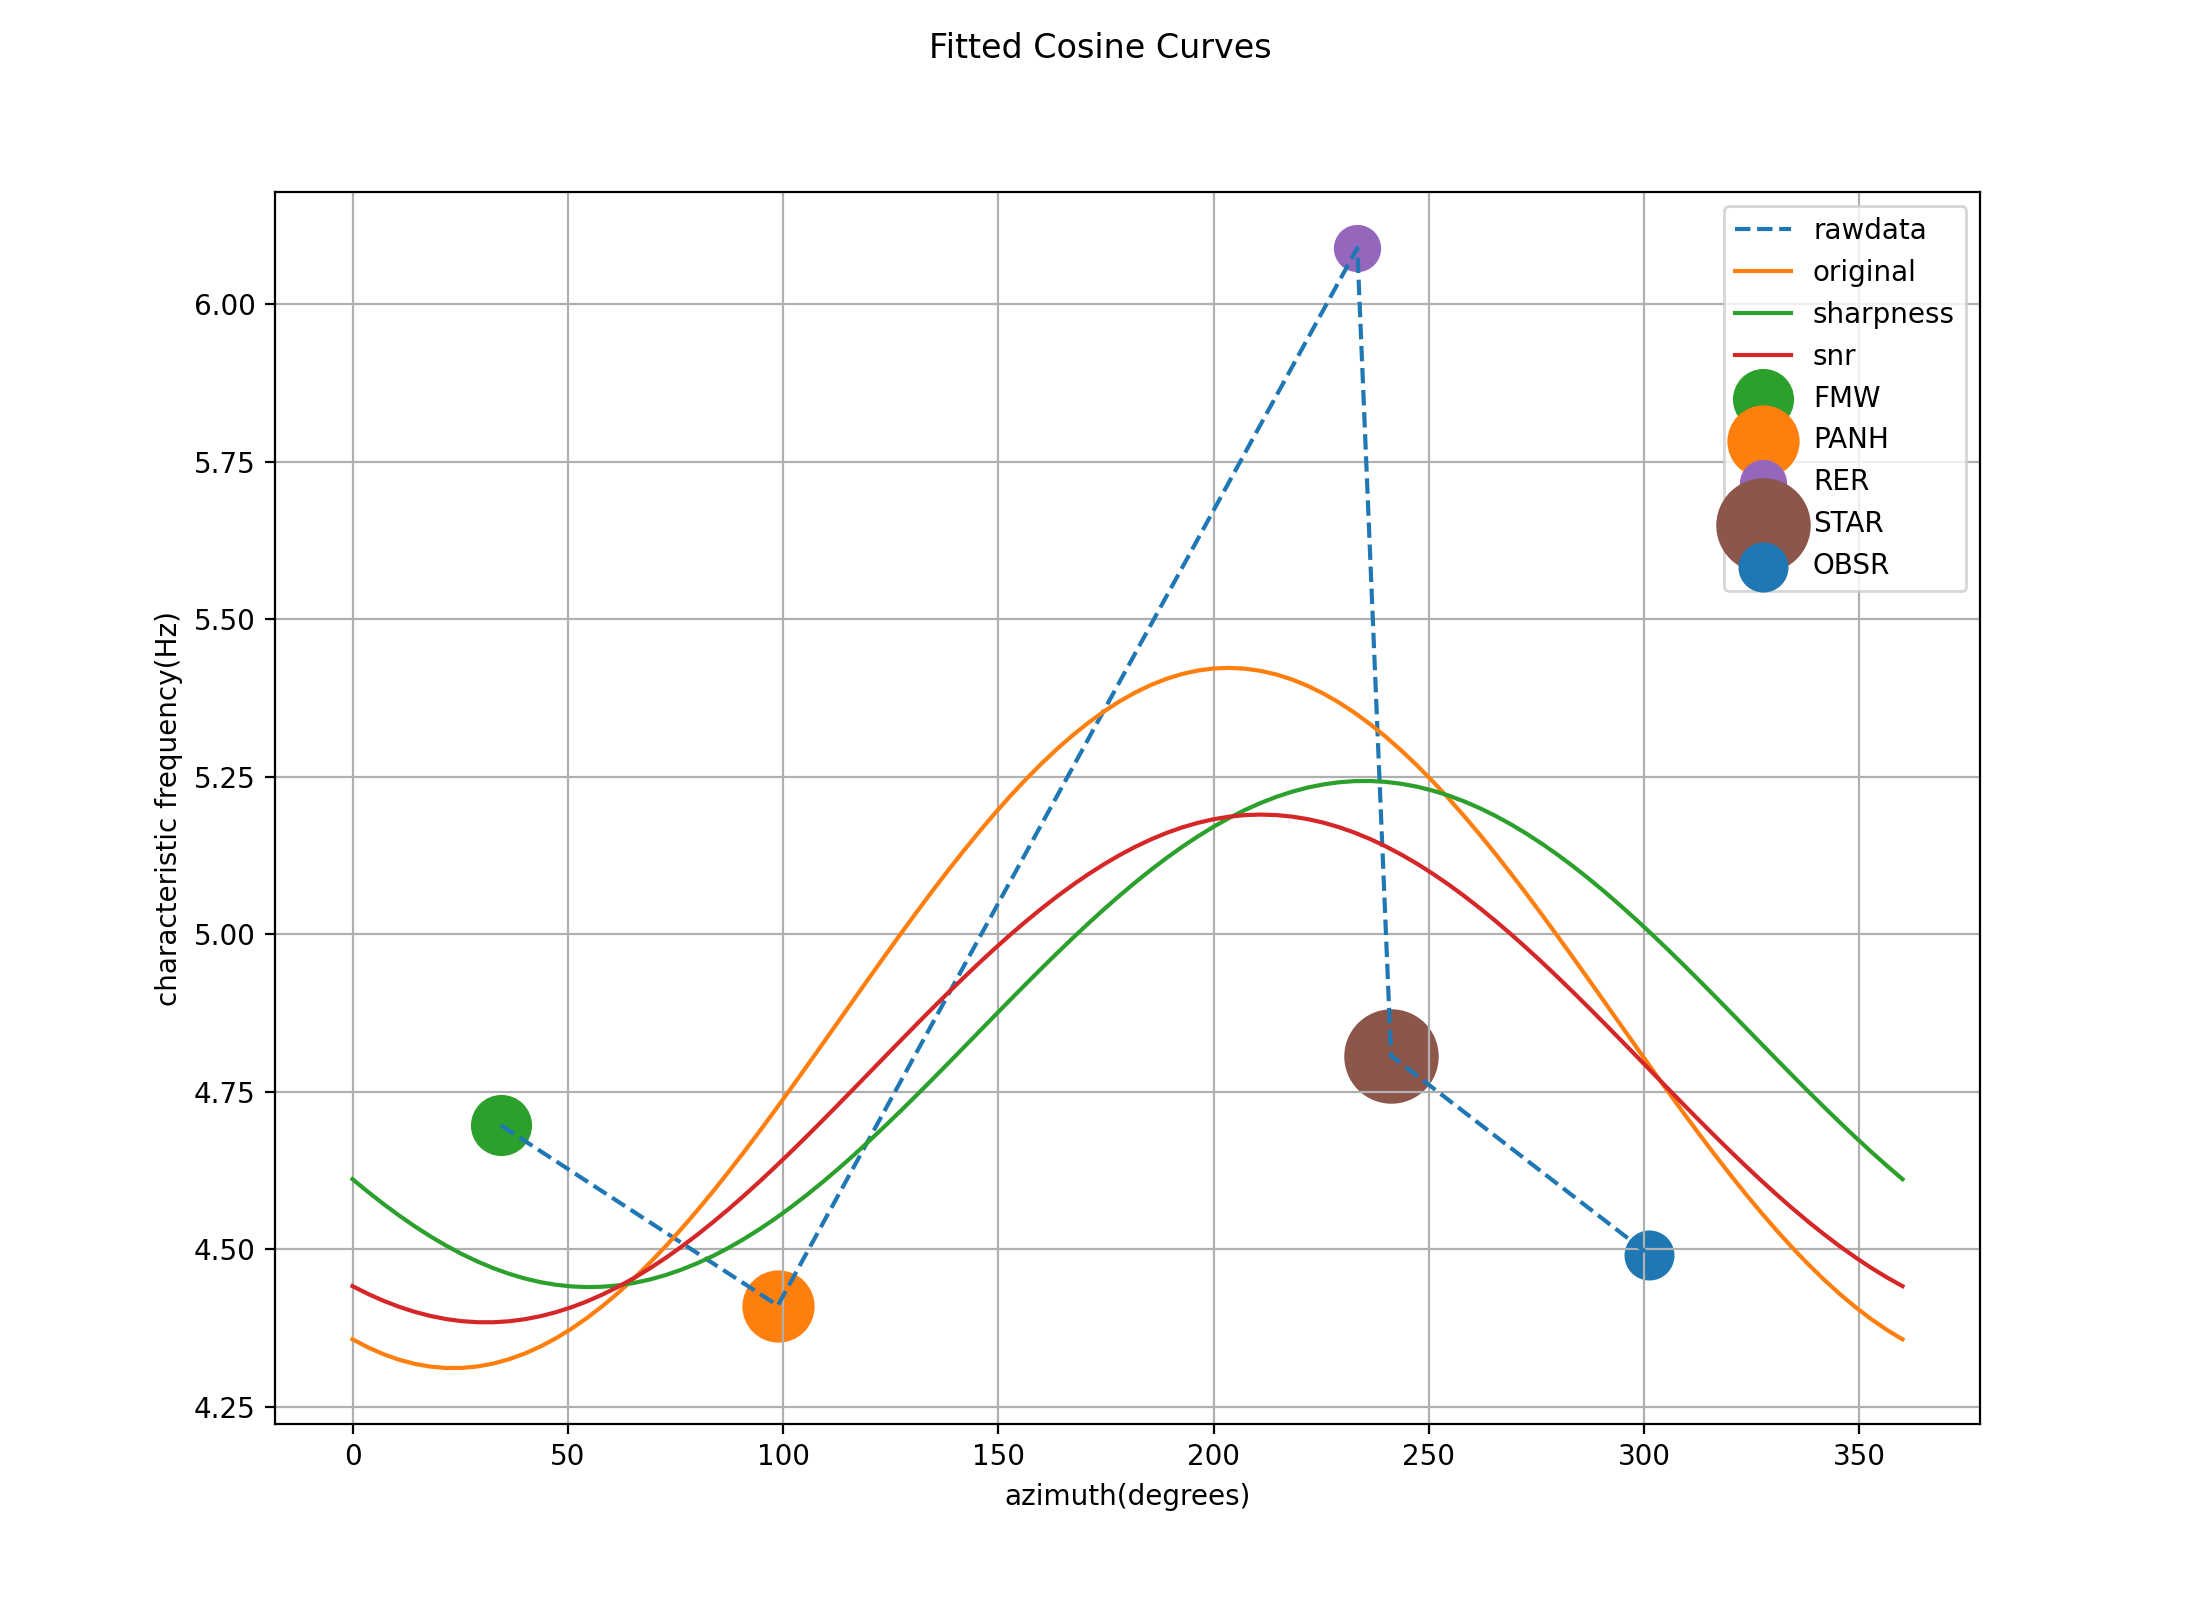 Fitted Cosine Curves
rawdata
original
sharpness
snr
FMW
PANH
RER
STAR
OBSR
6.00
5.75
5.50
5.25
5.00
4.75
4.50
4.25
characteristic frequency(Hz)
0 50 100 150 200 250 300 350
azimuth(degrees)